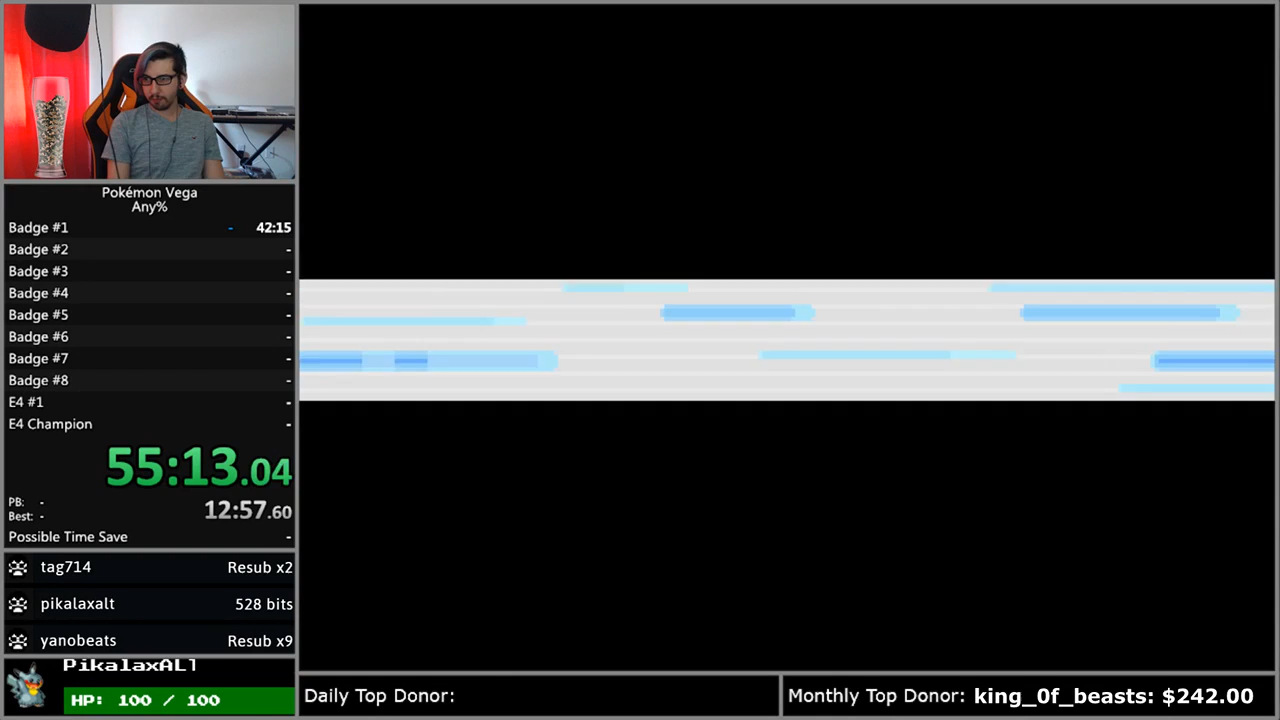 Pokémon Vega
Any%
Badge #1 - 42:15
Badge #2 -
Badge #3 -
Badge #4 -
Badge #5 -
Badge #6 -
Badge #7 -
Badge #8 -
E4 #1 -
E4 Champion -
55:13.04
PB: -
Best: -
12:57.60
Possible Time Save -
tag714 Resub x2
pikalaxalt 528 bits
yanobeats Resub x9
PikalaxALT
HP: 100 / 100
Daily Top Donor:
Monthly Top Donor: king_0f_beasts: $242.00